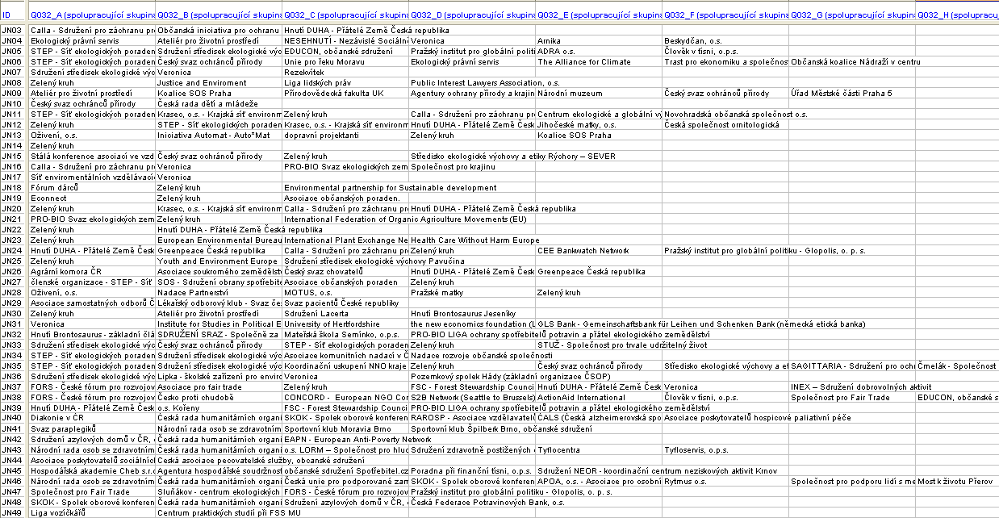 ID Q032_A (spolupracující skupina Q032_B (spolupracující skupina Q032_C (spolupracující skupina Q032_D (spolupracující skupina Q032_E (spolupracující skupina Q032_F (spolupracující skupina Q032_G (spolupracující skupina Q032_H (spolupracu
JN03 Calla - Sdružení pro záchranu pr Občanská iniciativa pro ochranu Hnutí DUHA - Přátelé Země Česká republika
JN04 Ekologický právní servis Ateliér pro životní prostředí NESEHNUTÍ - Nezávislé Sociáln Veronica Arnika Beskydčan, o.s.
JN05 STEP - Síť ekologických poraden Sdružení středisek ekologické výc EDUCON, občanské sdružení Pražský institut pro globální politi ADRA o.s. Člověk v tísni, o.p.s.
JN06 STEP - Síť ekologických poraden Český svaz ochránců přírody Unie pro řeku Moravu Ekologický právní servis The Alliance for Climate Trast pro ekonomiku a společnos Občanská koalice Nádraží v centru
JN07 Sdružení středisek ekologické výc Veronica Rezekvítek
JN08 Zelený kruh Justice and Enviroment Liga lidských práv Public Interest Lawyers Association, o.s.
JN09 Ateliér pro životní prostředí Koalice SOS Praha Přírodovědecká fakulta UK Agentury ochrany přírody a krajin Národní muzeum Český svaz ochránců přírody Úřad Městské části Praha 5
JN10 Český svaz ochránců přírody Česká rada dětí a mládeže
JN11 STEP - Síť ekologických poraden Krasec, o.s. - Krajská síť environm Zelený kruh Calla - Sdružení pro záchranu pr Centrum ekologické a globální vý Novohradská občanská společnost o.s.
JN12 Zelený kruh STEP - Síť ekologických poraden Krasec, o.s. - Krajská síť environm Hnutí DUHA - Přátelé Země Česk Jihočeské matky, o.s. Česká společnost ornitologická
JN13 Oživení, o.s. Iniciativa Automat - Auto*Mat dopravní projektanti Zelený kruh Koalice SOS Praha
JN14 Zelený kruh
JN15 Stálá konference asociací ve vzd Český svaz ochránců přírody Zelený kruh Středisko ekologické výchovy a etiky Rýchory – SEVER
JN16 Calla - Sdružení pro záchranu pr Veronica PRO-BIO Svaz ekologických zem Společnost pro krajinu
JN17 Síť enviromentálních vzdělávací Veronica
JN18 Fórum dárců Zelený kruh Environmental partnership for Sustainable development
JN19 Econnect Zelený kruh Asociace občanských poraden.
JN20 Zelený kruh Krasec, o.s. - Krajská síť environm Calla - Sdružení pro záchranu pr Hnutí DUHA - Přátelé Země Česká republika
JN21 PRO-BIO Svaz ekologických zem Zelený kruh International Federation of Organic Agriculture Movements (EU)
JN22 Zelený kruh Hnutí DUHA - Přátelé Země Česká republika
JN23 Zelený kruh European Environmental Bureau International Plant Exchange Ne Health Care Without Harm Europe
JN24 Hnutí DUHA - Přátelé Země Česk Greenpeace Česká republika Calla - Sdružení pro záchranu pr Zelený kruh CEE Bankwatch Network Pražský institut pro globální politiku - Glopolis, o. p. s.
JN25 Zelený kruh Youth and Environment Europe Sdružení středisek ekologické výchovy Pavučina
JN26 Agrární komora ČR Asociace soukromého zemědělst Český svaz chovatelů Hnutí DUHA - Přátelé Země Česk Greenpeace Česká republika
JN27 členské organizace - STEP - Síť SOS - Sdružení obrany spotřebite Asociace občanských poraden Zelený kruh
JN28 Oživení, o.s. Nadace Partnerství MOTUS, o.s. Pražské matky Zelený kruh
JN29 Asociace samostatných odborů Č Lékařský odborový klub - Svaz če Svaz pacientů České republiky
JN30 Zelený kruh Ateliér pro životní prostředí Sdružení Lacerta Hnutí Brontosaurus Jeseníky
JN31 Veronica Institute for Studies in Political E University of Hertfordshire the new economics foundation (L GLS Bank - Gemeinschaftsbank für Leihen und Schenken Bank (německá etická banka)
JN32 Hnutí Brontosaurus - základní člá SDRUŽENÍ SRAZ - Společně za Mateřská škola Semínko, o.p.s. PRO-BIO LIGA ochrany spotřebitelů potravin a přátel ekologického zemědělství
JN33 Sdružení středisek ekologické výc Český svaz ochránců přírody STEP - Síť ekologických poraden Zelený kruh STUŽ - Společnost pro trvale udržitelný život
JN34 STEP - Síť ekologických poraden Sdružení středisek ekologické výc Asociace komunitních nadací v Č Nadace rozvoje občanské společnosti
JN35 STEP - Síť ekologických poraden Sdružení středisek ekologické výc Koordinační uskupení NNO kraje Zelený kruh Český svaz ochránců přírody Středisko ekologické výchovy a et SAGITTARIA - Sdružení pro ochr Čmelák - Společnost
JN36 Sdružení středisek ekologické výc Lipka - školské zařízení pro enviro Veronica Pozemkový spolek Hády (základní organizace ČSOP)
JN37 FORS - České fórum pro rozvojov Asociace pro fair trade Zelený kruh FSC - Forest Stewardship Counci Hnutí DUHA - Přátelé Země Česk Veronica INEX – Sdružení dobrovolných aktivit
JN38 FORS - České fórum pro rozvojov Česko proti chudobě CONCORD - European NGO Con S2B Network (Seattle to Brussels) ActionAid International Člověk v tísni, o.p.s. Společnost pro Fair Trade EDUCON, občanské s
JN39 Hnutí DUHA - Přátelé Země Česk o.s. Kořeny FSC - Forest Stewardship Counci PRO-BIO LIGA ochrany spotřebitelů potravin a přátel ekologického zemědělství
JN40 Diakonie v ČR Česká rada humanitárních organi SKOK - Spolek oborové konferen RAROSP - Asociace vzdělavatel ČALS (Česká alzheimerovská spo Asociace poskytovatelů hospicové paliativní péče
JN41 Svaz paraplegiků Národní rada osob se zdravotním Sportovní klub Moravia Brno Sportovní klub Špilberk Brno, občanské sdružení
JN42 Sdružení azylových domů v ČR, o Česká rada humanitárních organi EAPN - European Anti-Poverty Network
JN43 Národní rada osob se zdravotním Česká rada humanitárních organi o.s. LORM – Společnost pro hluc Sdružení zdravotně postižených Tyflocentra Tyfloservis, o.p.s.
JN44 Asociace poskytovatelů sociálníc Česká asociace pecovatelské služby, obcanské sdružení
JN45 Hospodářská akademie Cheb s.r.o Agentura hospodářské soudržnost občanské sdružení Spotřebitel.cz Poradna při finanční tísni, o.p.s. Sdružení NEOR - koordinační centrum neziskových aktivit Krnov
JN46 Národní rada osob se zdravotním Česká rada humanitárních organi Česká unie pro podporované zam SKOK - Spolek oborové konferen APOA, o.s. - Asociace pro osobní Rytmus o.s. Společnost pro podporu lidí s me Most k životu Přerov
JN47 Společnost pro Fair Trade Sluňákov - centrum ekologických FORS - České fórum pro rozvojov Pražský institut pro globální politiku - Glopolis, o. p. s.
JN48 SKOK - Spolek oborové konferen Česká rada humanitárních organi Sdružení azylových domů v ČR, o Česká Federace Potravinových Bank, o.s.
JN49 Liga vozíčkářů Centrum praktických studií při FSS MU